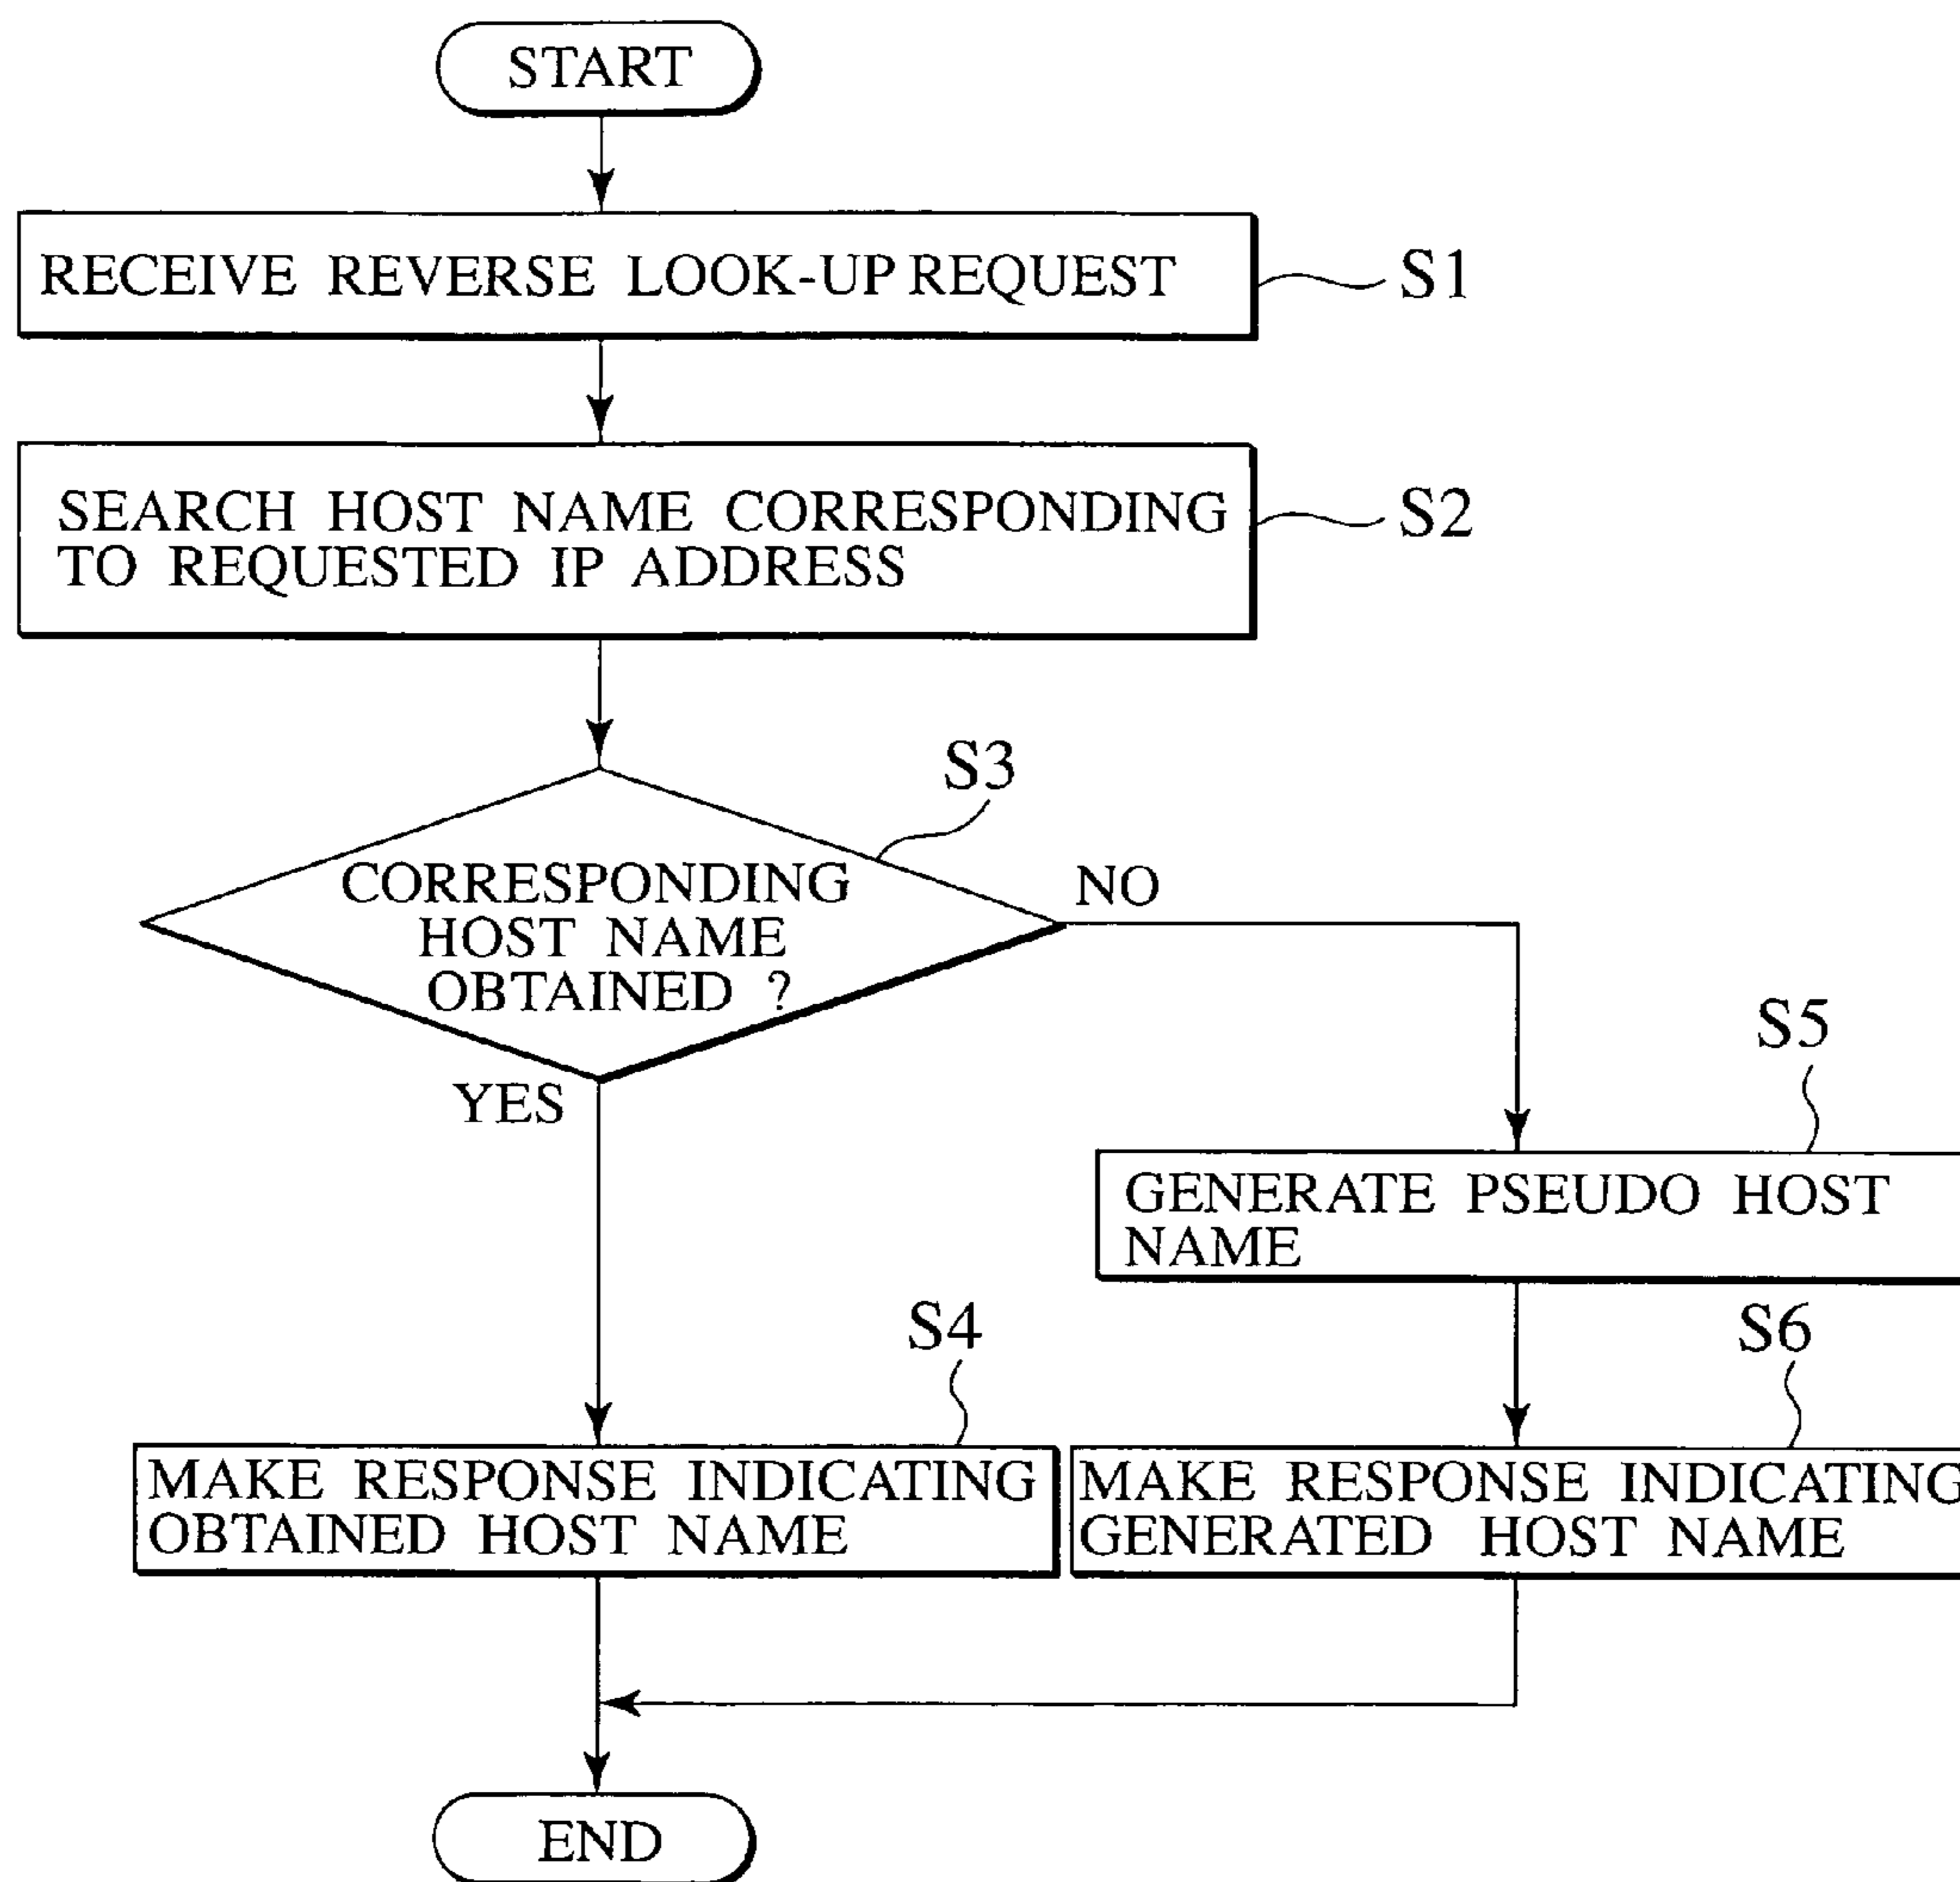 START
RECEIVE REVERSE LOOK-UP REQUEST
S1
SEARCH HOST NAME CORRESPONDING
TO REQUESTED IP ADDRESS
S2
S3
CORRESPONDING
HOST NAME
OBTAINED ?
NO
YES
S5
GENERATE PSEUDO HOST
NAME
S4
MAKE RESPONSE INDICATING
OBTAINED HOST NAME
S6
MAKE RESPONSE INDICATING
GENERATED HOST NAME
END